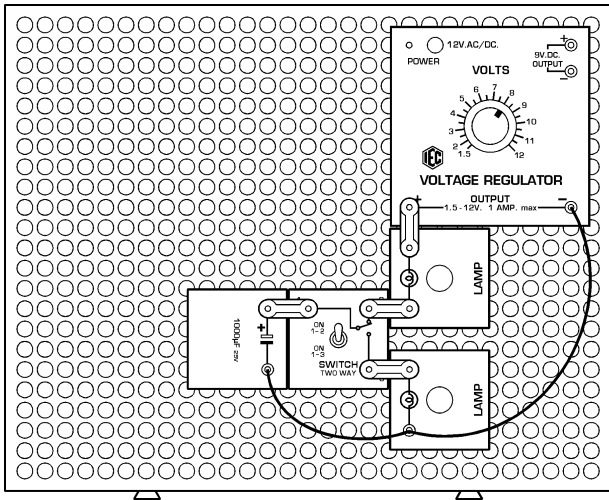 12V.AC/DC.
POWER
+
9V.DC.
OUTPUT
−
VOLTS
1.5
2
3
4
5
6
7
8
9
10
11
12
IEC
VOLTAGE REGULATOR
+
OUTPUT
−
1.5-12V. 1 AMP. max
LAMP
1000µF 25V
+
ON
1-2
ON
1-3
SWITCH
TWO WAY
LAMP